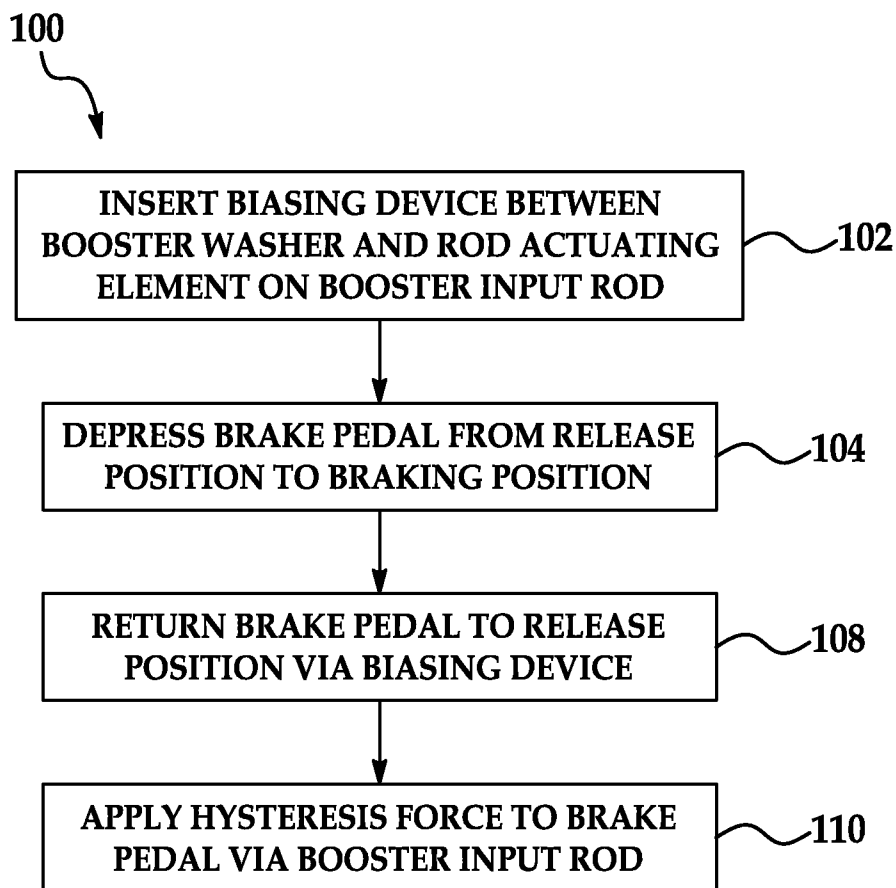 100
INSERT BIASING DEVICE BETWEEN
BOOSTER WASHER AND ROD ACTUATING
ELEMENT ON BOOSTER INPUT ROD
102
DEPRESS BRAKE PEDAL FROM RELEASE
POSITION TO BRAKING POSITION
104
RETURN BRAKE PEDAL TO RELEASE
POSITION VIA BIASING DEVICE
108
APPLY HYSTERESIS FORCE TO BRAKE
PEDAL VIA BOOSTER INPUT ROD
110